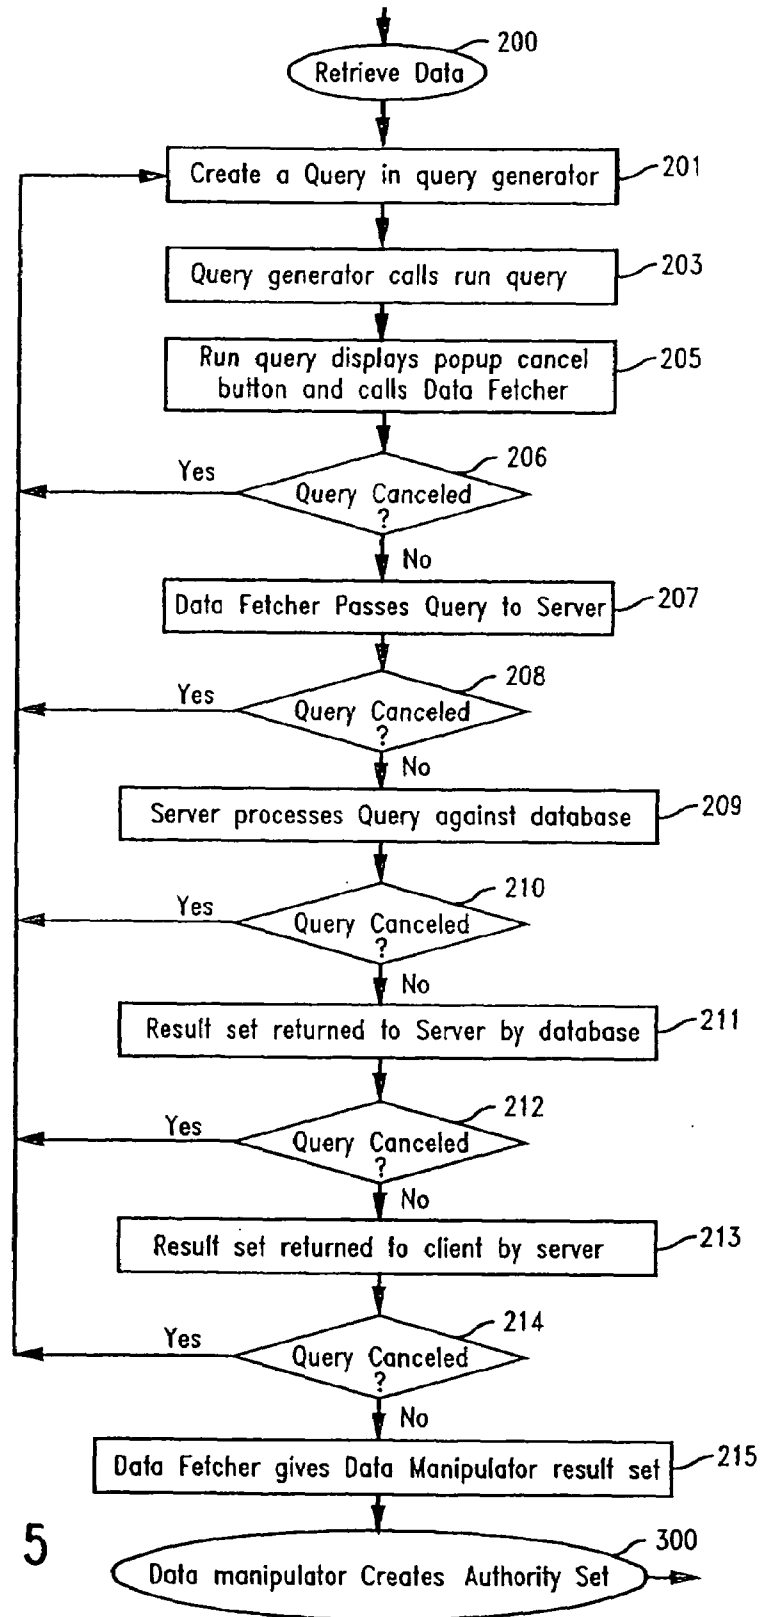 200
Retrieve Data
Create a Query in query generator
201
Query generator calls run query
203
Run query displays popup cancel
button and calls Data Fetcher
205
206
Yes
Query Canceled
?
No
Data Fetcher Passes Query to Server
207
208
Yes
Query Canceled
?
No
Server processes Query against database
209
210
Yes
Query Canceled
?
No
Result set returned to Server by database
211
212
Yes
Query Canceled
?
No
Result set returned to client by server
213
214
Yes
Query Canceled
?
No
Data Fetcher gives Data Manipulator result set
215
5
300
Data manipulator Creates Authority Set